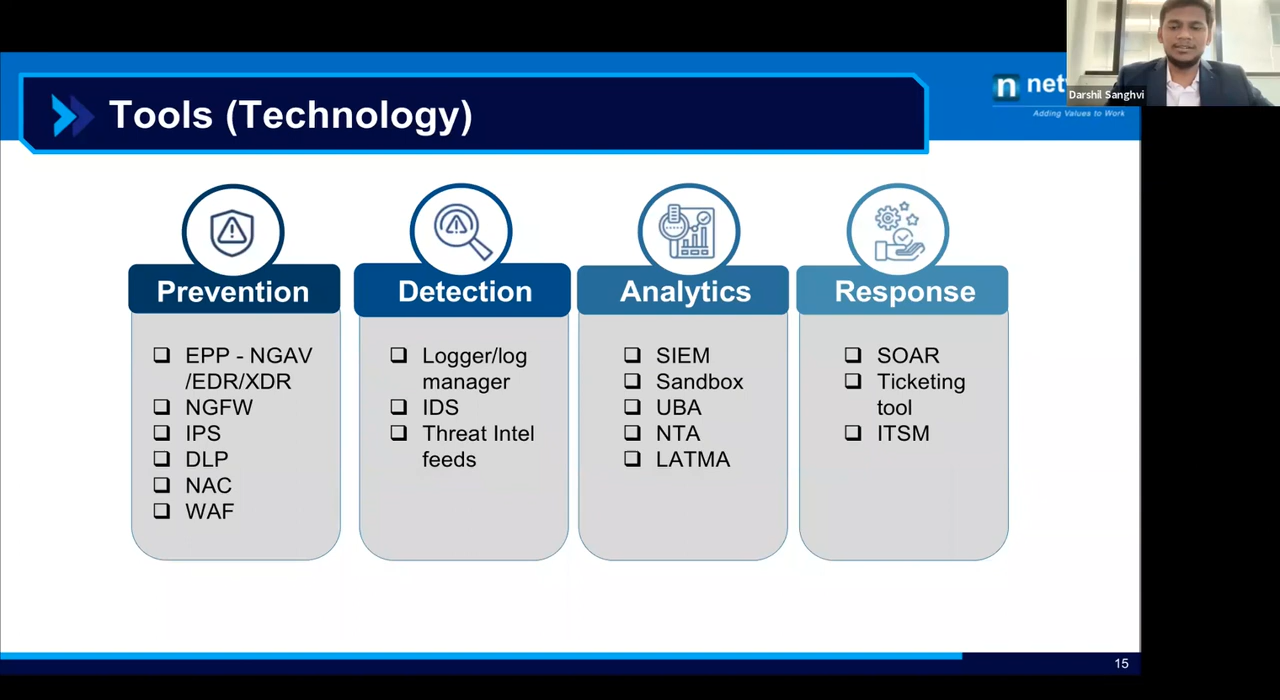 Tools (Technology)
n
Darshil Sanghvi
Adding Values to Work
Prevention
EPP - NGAV
/EDR/XDR
NGFW
IPS
DLP
NAC
WAF
Detection
Logger/log
manager
IDS
Threat Intel
feeds
Analytics
SIEM
Sandbox
UBA
NTA
LATMA
Response
SOAR
Ticketing
tool
ITSM
15